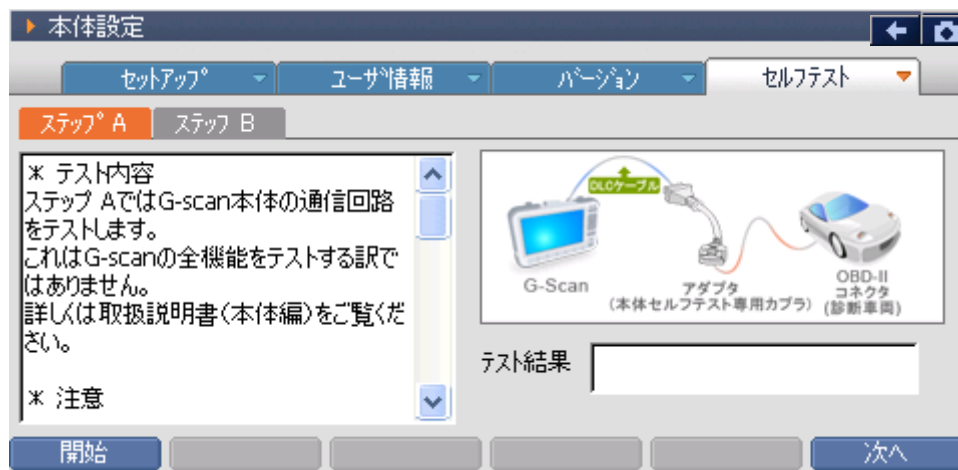 本体設定
セットアップ
ユーザ情報
バージョン
セルフテスト
ステップ A
ステップ B
* テスト内容
ステップ AではG-scan本体の通信回路
をテストします。
これはG-scanの全機能をテストする訳で
はありません。
詳しくは取扱説明書(本体編)をご覧くだ
さい。
* 注意
DLCケーブル
G-Scan
アダプタ
(本体セルフテスト専用カプラ)
OBD-II
コネクタ
(診断車両)
テスト結果
開始
次へ